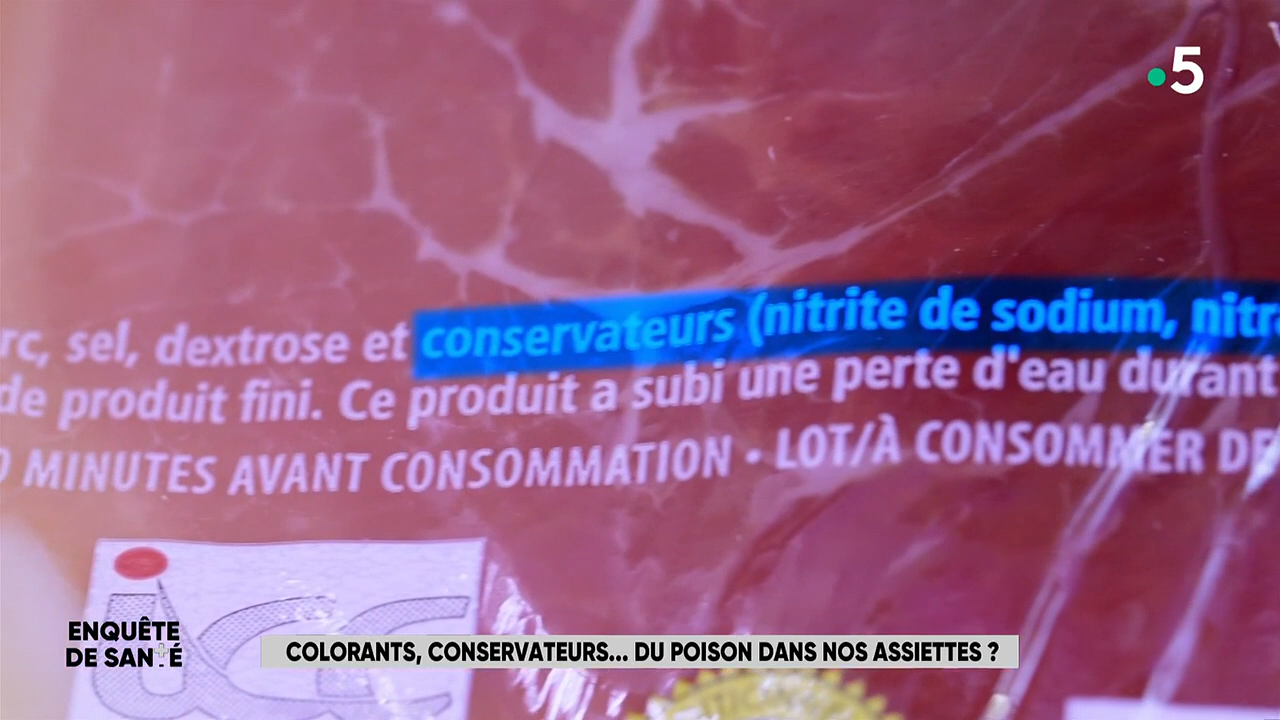 5
sel, dextrose et conservateurs (nitrite de sodium,
de produit fini. Ce produit a subi une perte d'eau durant
MINUTES AVANT CONSOMMATION • LOT/À CONSOMMER
ENQUÊTE
DE SANTÉ
COLORANTS, CONSERVATEURS... DU POISON DANS NOS ASSIETTES ?